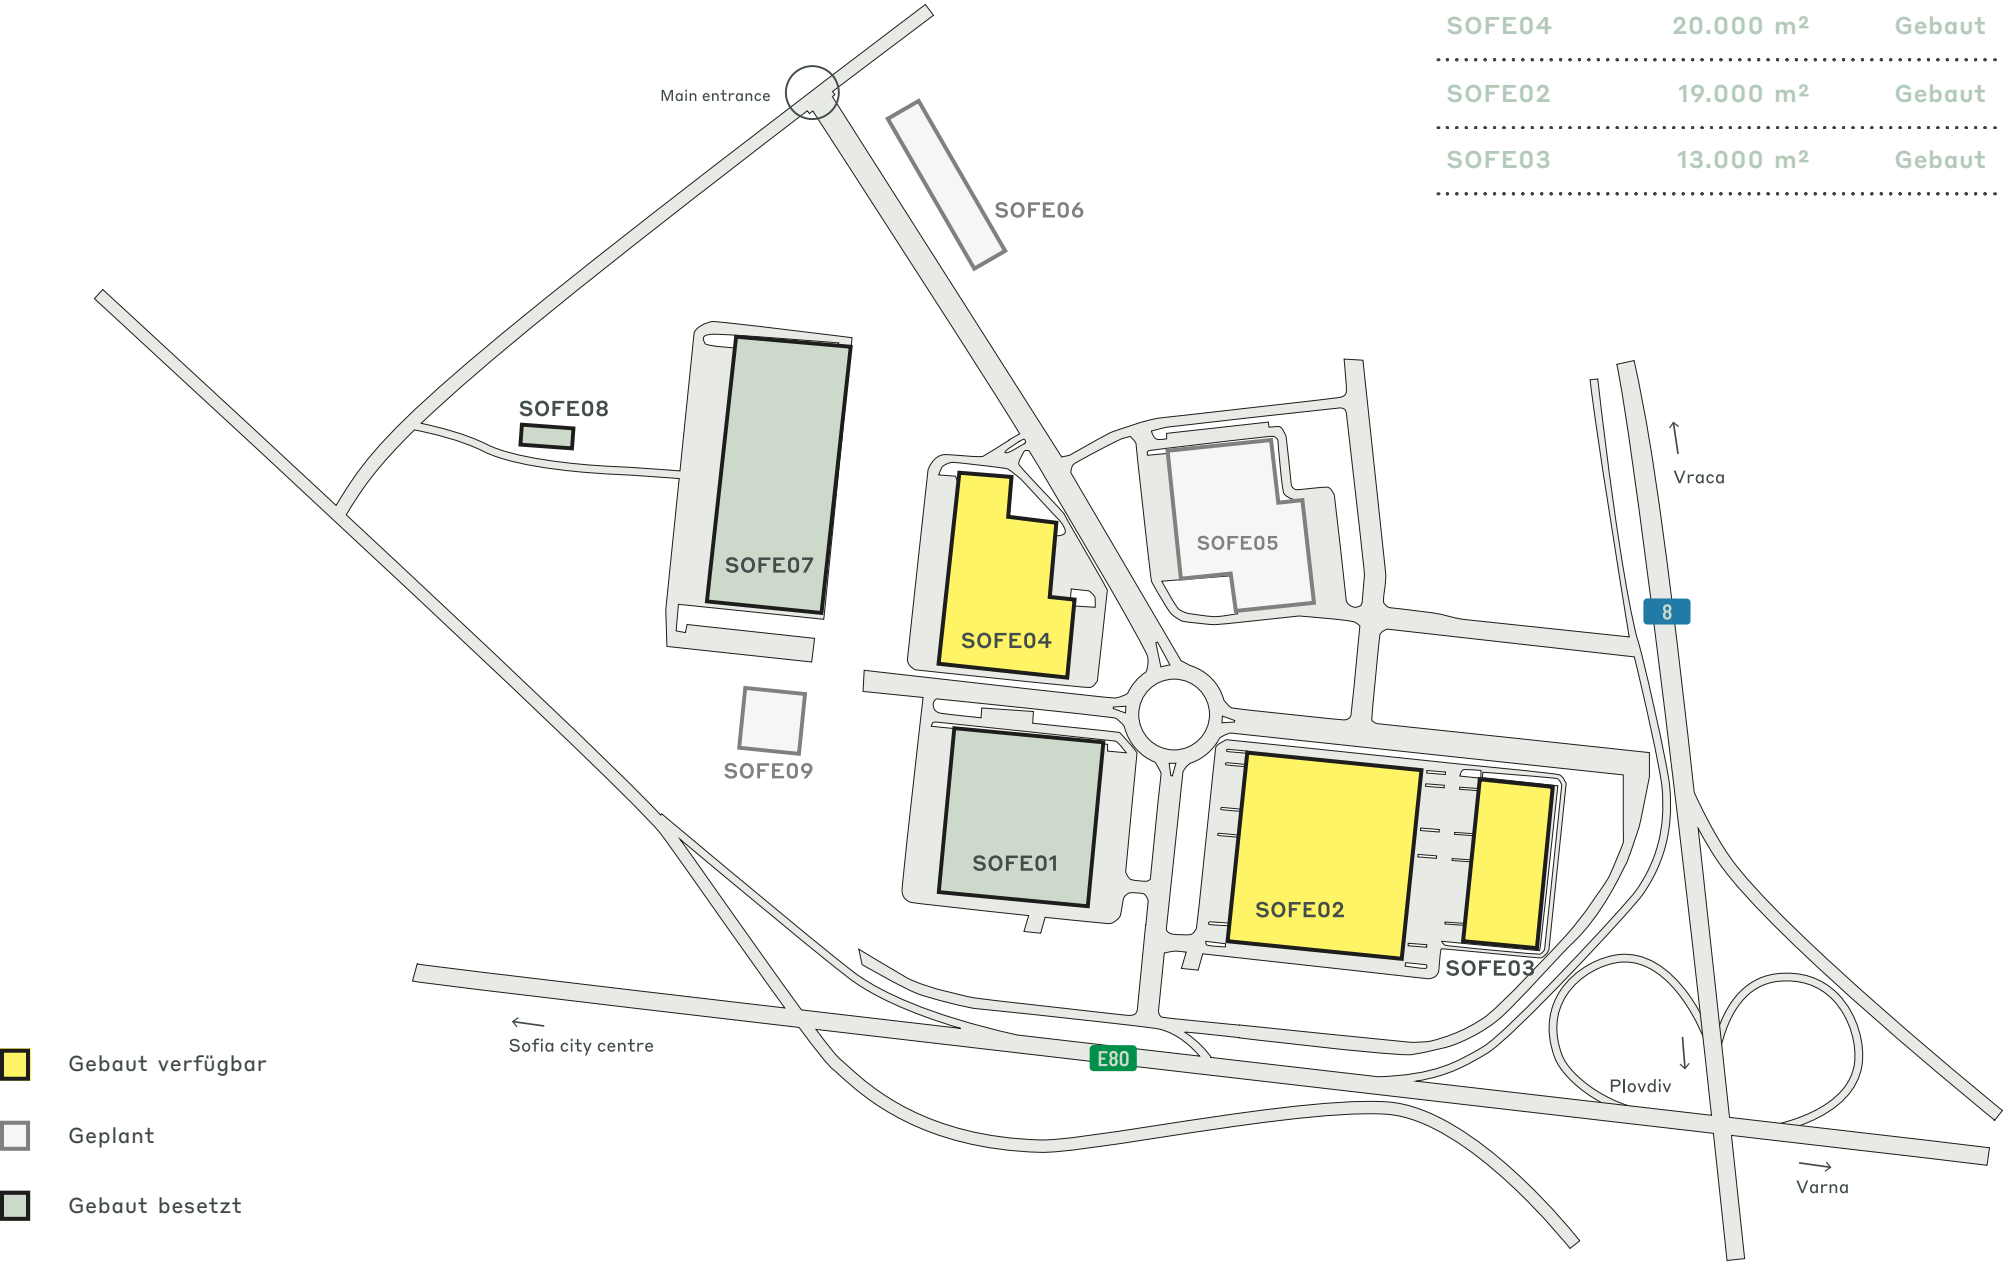 SOFE04 20.000 m² Gebaut
SOFE02 19.000 m² Gebaut
SOFE03 13.000 m² Gebaut
Main entrance
SOFE06
SOFE08
Vraca
SOFE07
SOFE05
8
SOFE04
SOFE09
SOFE01
SOFE02
SOFE03
Sofia city centre
E80
Plovdiv
Varna
Gebaut verfügbar
Geplant
Gebaut besetzt